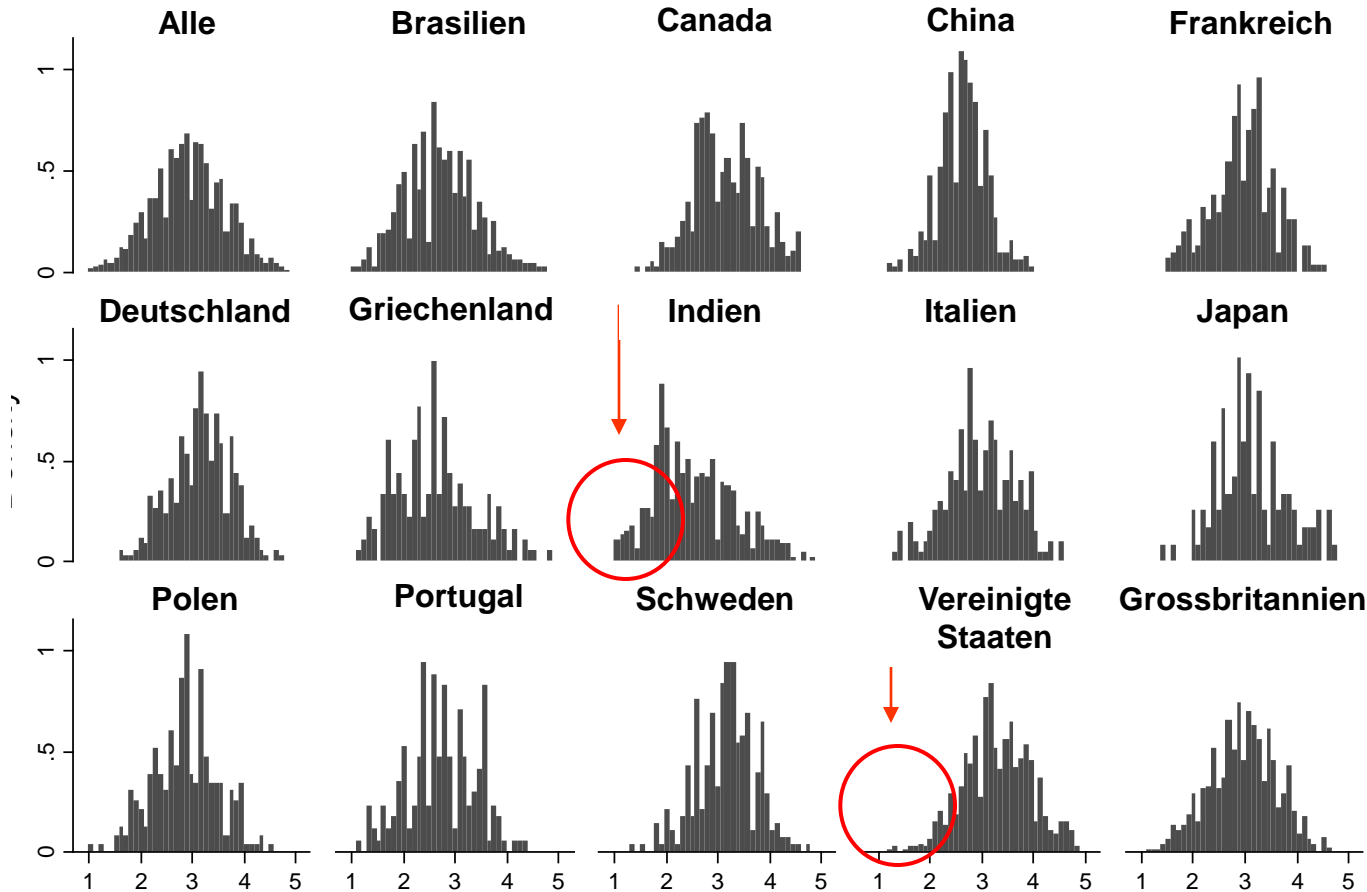 Alle Brasilien Canada China Frankreich
1
.5
0
Deutschland Griechenland Indien Italien Japan
1
.5
0
Polen Portugal Schweden Vereinigte Staaten Grossbritannien
1
.5
0
1 2 3 4 5 1 2 3 4 5 1 2 3 4 5 1 2 3 4 5 1 2 3 4 5